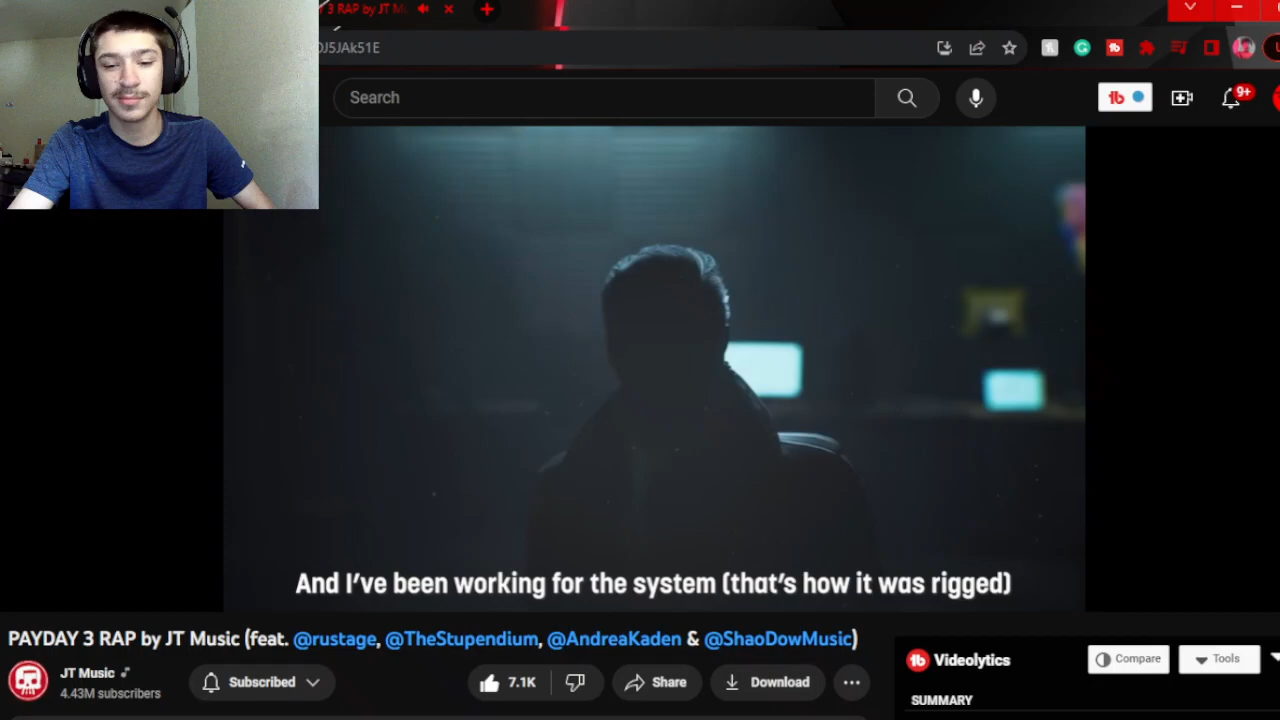 3 RAP by JT M
DJ5JAk51E
Search
9+
And I've been working for the system (that's how it was rigged)
PAYDAY 3 RAP by JT Music (feat. @rustage, @TheStupendium, @AndreaKaden & @ShaoDowMusic)
JT Music
4.43M subscribers
Subscribed
7.1K
Share
Download
Videolytics
Compare
Tools
SUMMARY